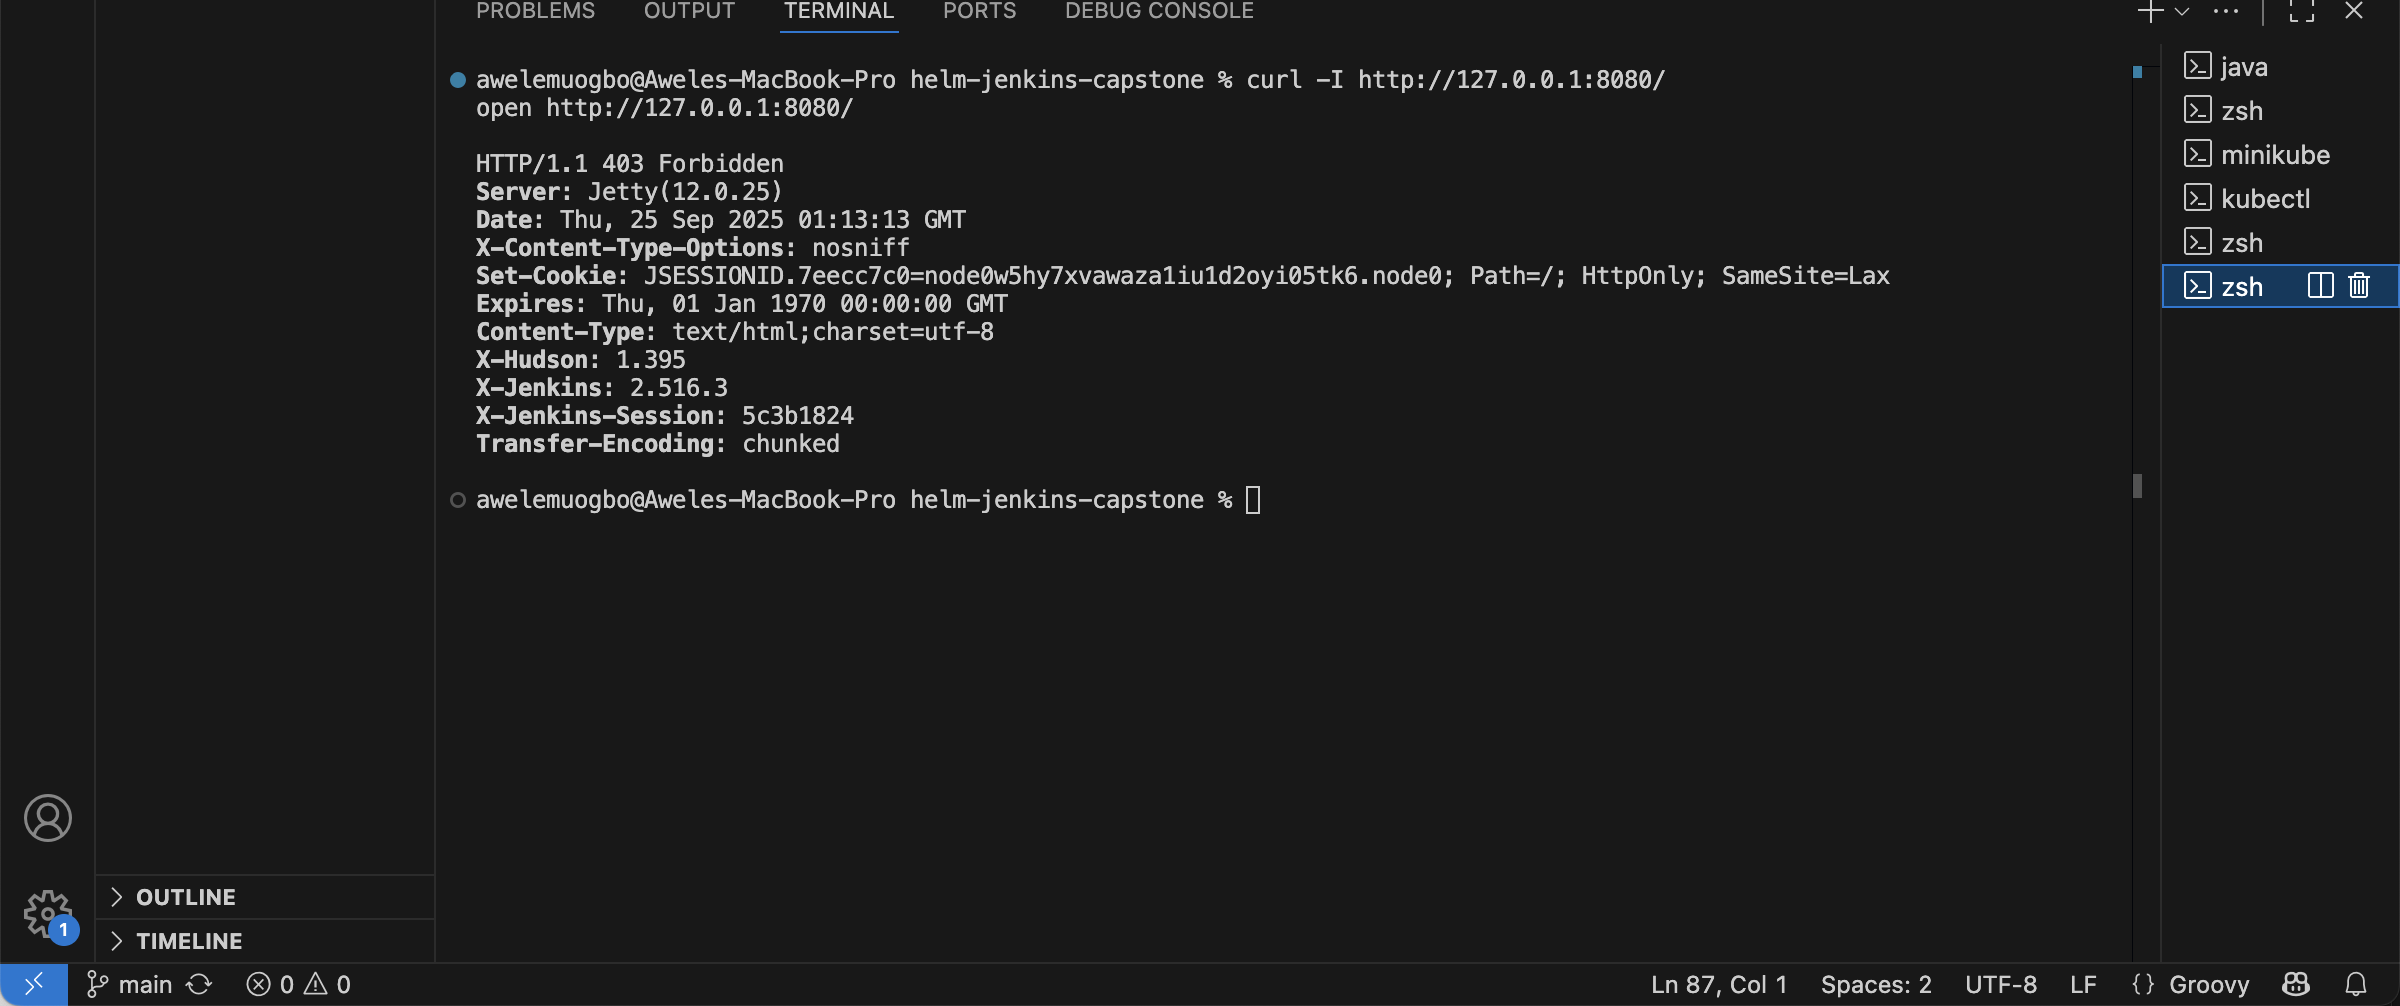 PROBLEMS OUTPUT TERMINAL PORTS DEBUG CONSOLE
awelemuogbo@Aweles-MacBook-Pro helm-jenkins-capstone % curl -I http://127.0.0.1:8080/
open http://127.0.0.1:8080/
HTTP/1.1 403 Forbidden
Server: Jetty(12.0.25)
Date: Thu, 25 Sep 2025 01:13:13 GMT
X-Content-Type-Options: nosniff
Set-Cookie: JSESSIONID.7eecc7c0=node0w5hy7xvawaza1iu1d2oyi05tk6.node0; Path=/; HttpOnly; SameSite=Lax
Expires: Thu, 01 Jan 1970 00:00:00 GMT
Content-Type: text/html;charset=utf-8
X-Hudson: 1.395
X-Jenkins: 2.516.3
X-Jenkins-Session: 5c3b1824
Transfer-Encoding: chunked
awelemuogbo@Aweles-MacBook-Pro helm-jenkins-capstone %
java
zsh
minikube
kubectl
zsh
zsh
1
OUTLINE
TIMELINE
main 0 0 Ln 87, Col 1 Spaces: 2 UTF-8 LF {} Groovy